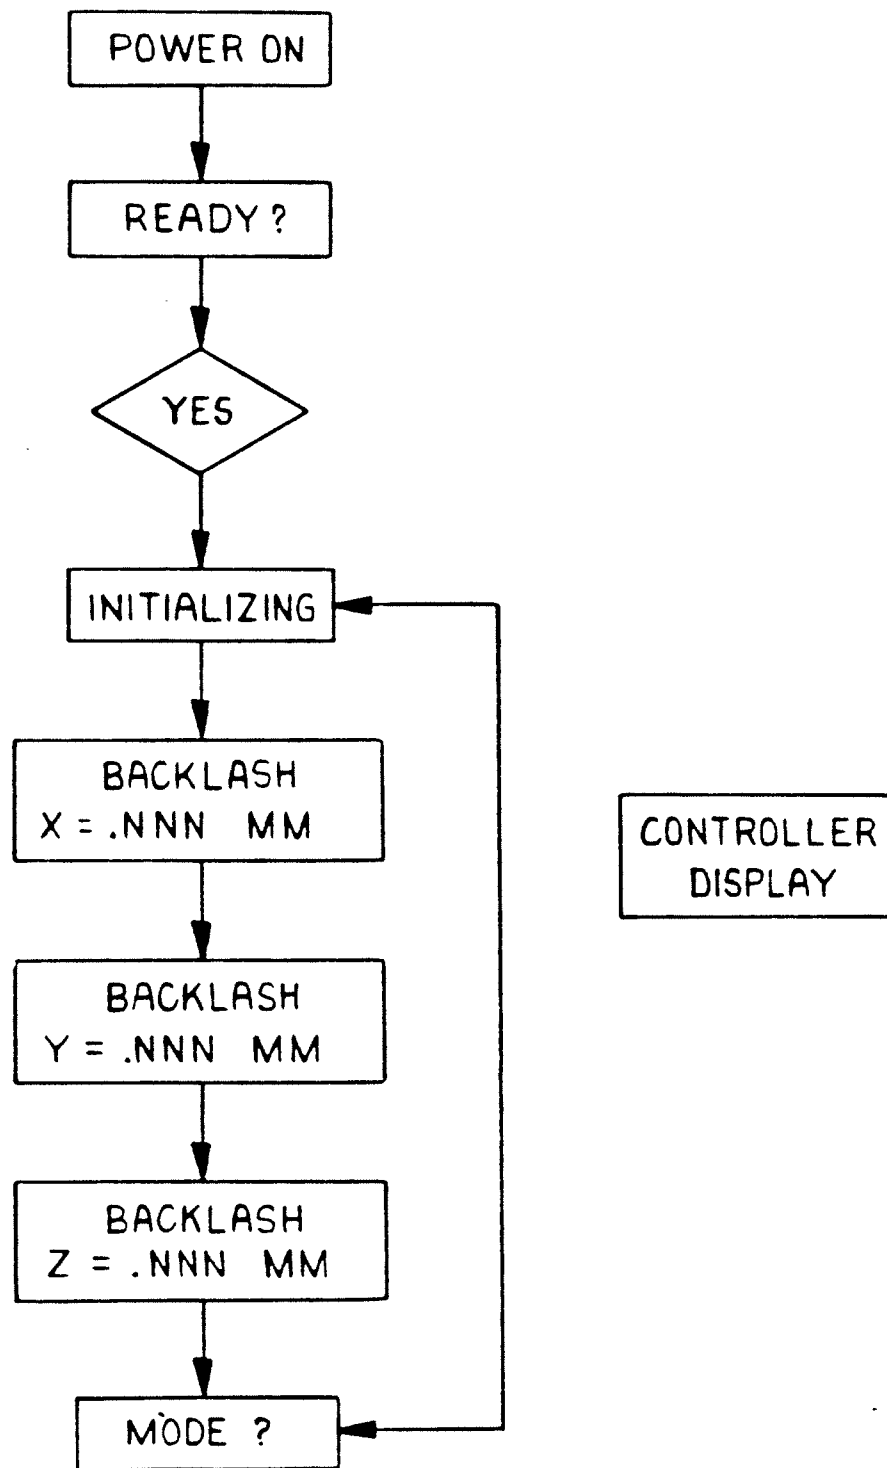 POWER ON
READY ?
YES
INITIALIZING
BACKLASH
X = .NNN MM
CONTROLLER
DISPLAY
BACKLASH
Y = .NNN MM
BACKLASH
Z = .NNN MM
MODE ?